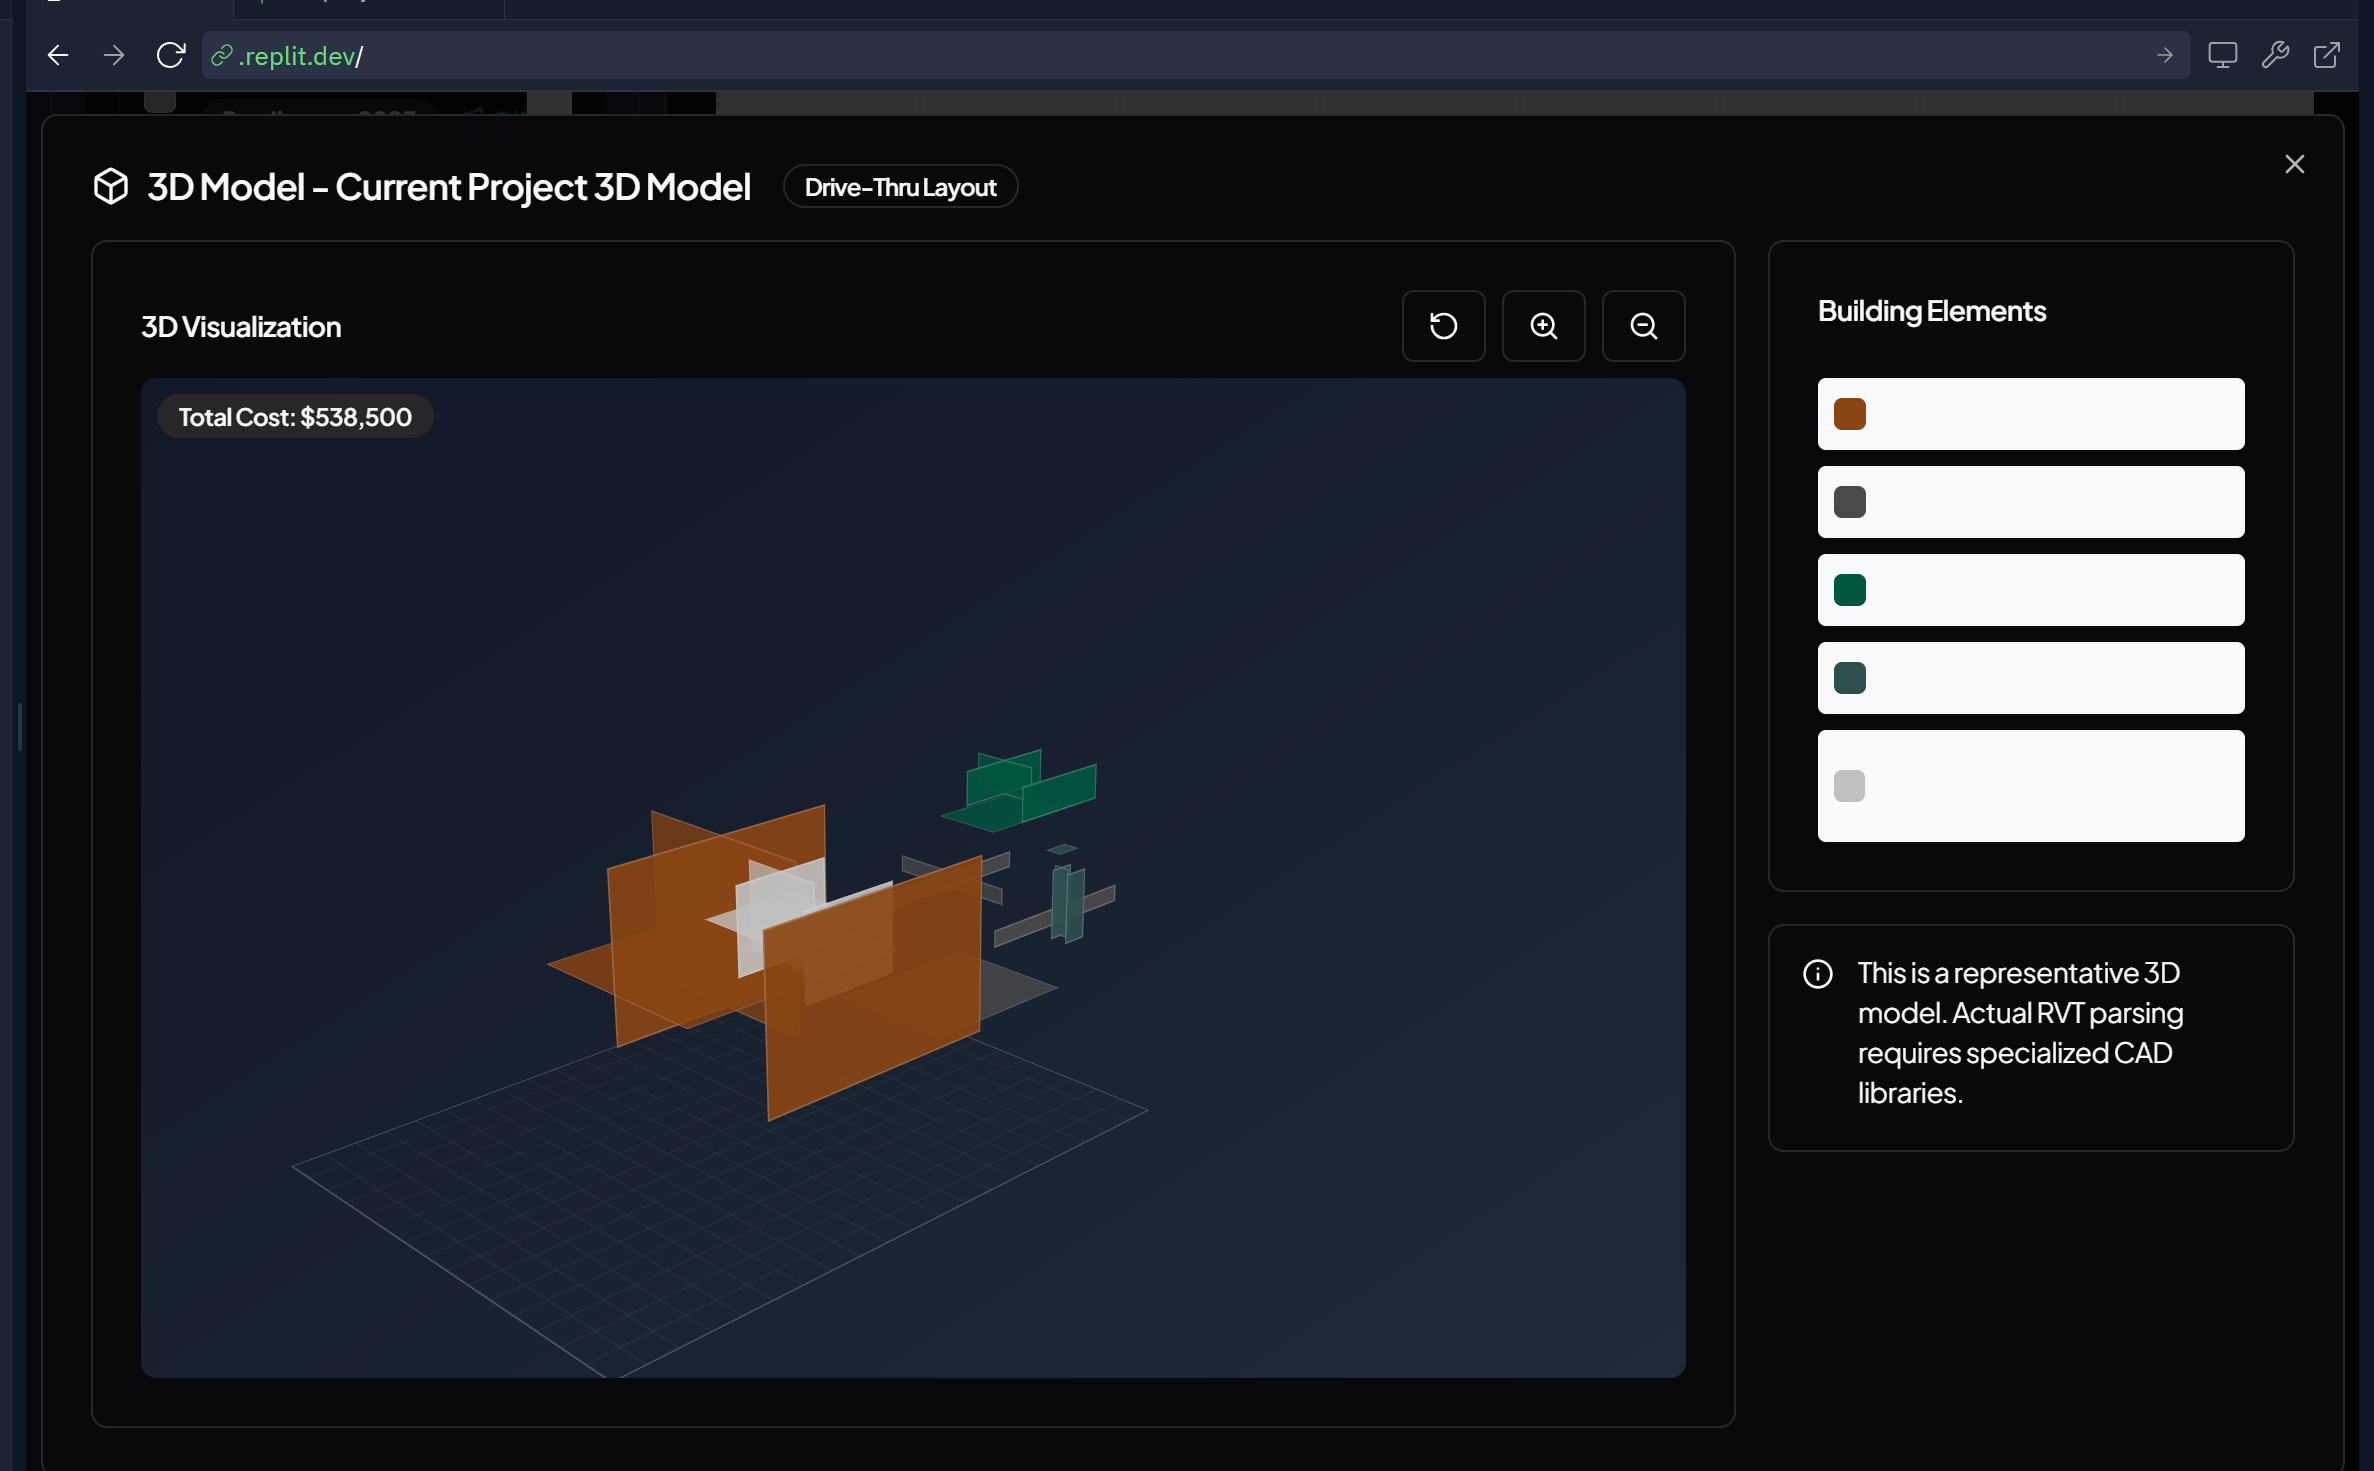 .replit.dev/
3D Model - Current Project 3D Model
Drive-Thru Layout
3D Visualization
Total Cost: $538,500
Building Elements
This is a representative 3D
model. Actual RVT parsing
requires specialized CAD
libraries.